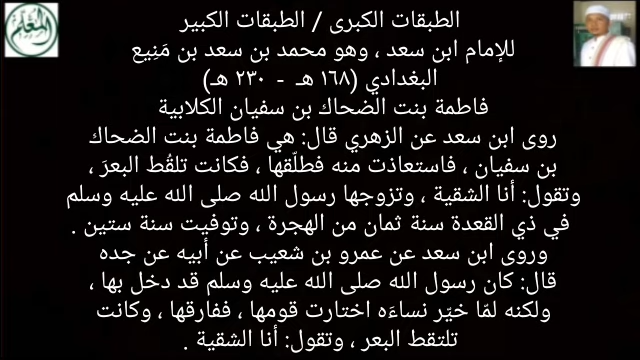 المعلم
الطبقات الكبرى / الطبقات الكبير
للإمام ابن سعد ، وهو محمد بن سعد بن مَنِيع
البغدادي (١٦٨ هـ - ٢٣٠ هـ)
فاطمة بنت الضحاك بن سفيان الكلابية
روى ابن سعد عن الزهري قال: هي فاطمة بنت الضحاك
بن سفيان ، فاستعاذت منه فطلّقها ، فكانت تلقُط البعرَ ،
وتقول: أنا الشقية ، وتزوجها رسول الله صلى الله عليه وسلم
في ذي القعدة سنة ثمان من الهجرة ، وتوفيت سنة ستين .
وروى ابن سعد عن عمرو بن شعيب عن أبيه عن جده
قال: كان رسول الله صلى الله عليه وسلم قد دخل بها ،
ولكنه لمّا خيّر نساءَه اختارت قومها ، ففارقها ، وكانت
تلتقط البعر ، وتقول: أنا الشقية .